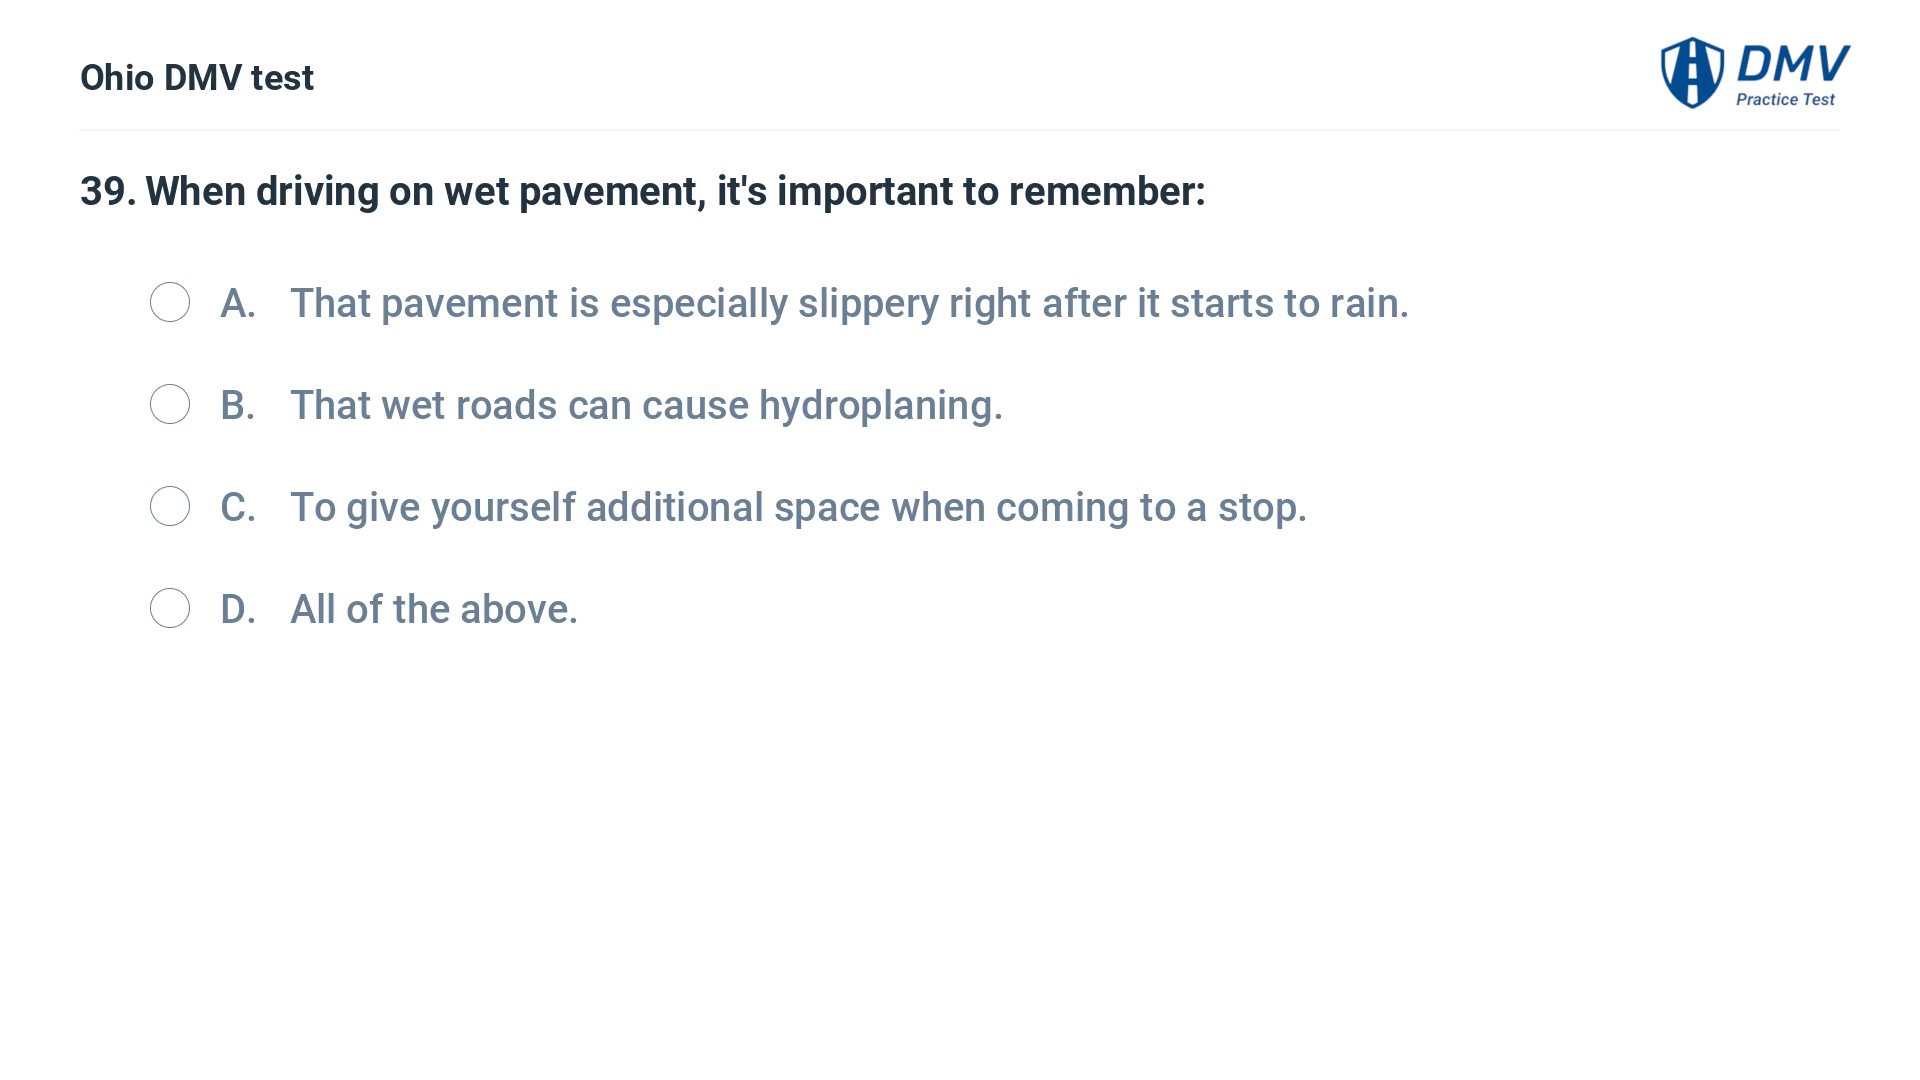 Ohio DMV test
DMV
Practice Test
39. When driving on wet pavement, it's important to remember:
A. That pavement is especially slippery right after it starts to rain.
B. That wet roads can cause hydroplaning.
C. To give yourself additional space when coming to a stop.
D. All of the above.